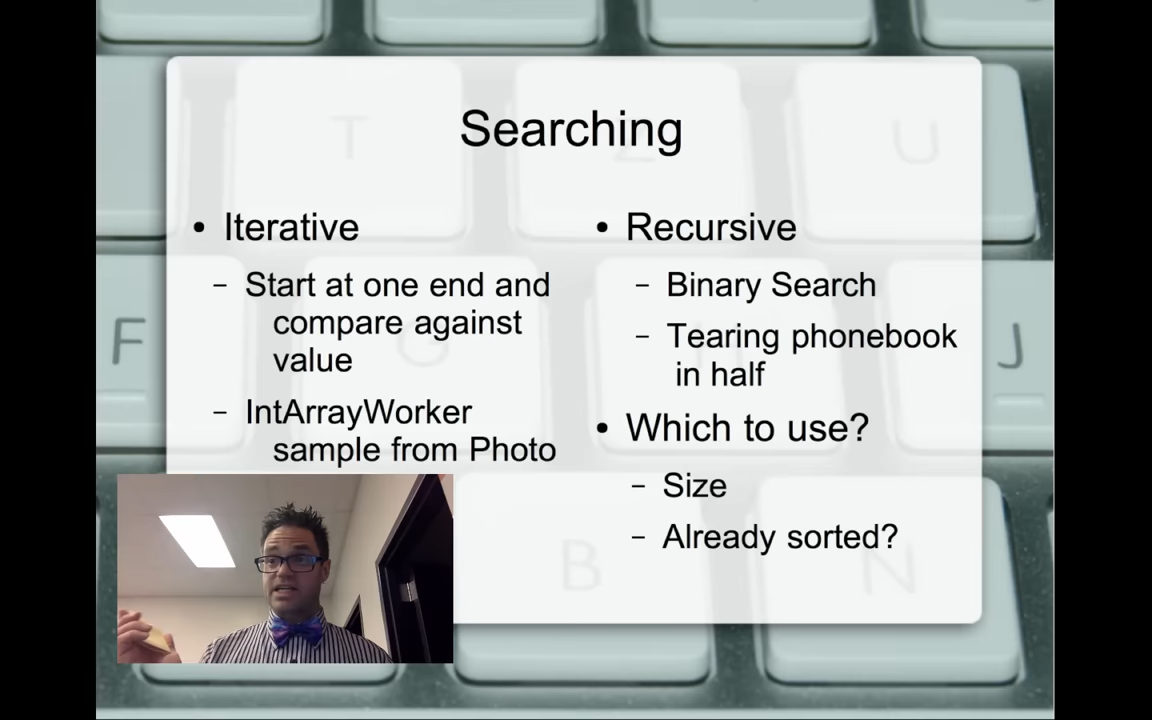 Searching
• Iterative
– Start at one end and
compare against
value
– IntArrayWorker
sample from Photo
• Recursive
– Binary Search
– Tearing phonebook
in half
• Which to use?
– Size
– Already sorted?
T
Z
U
F
G
J
B
N